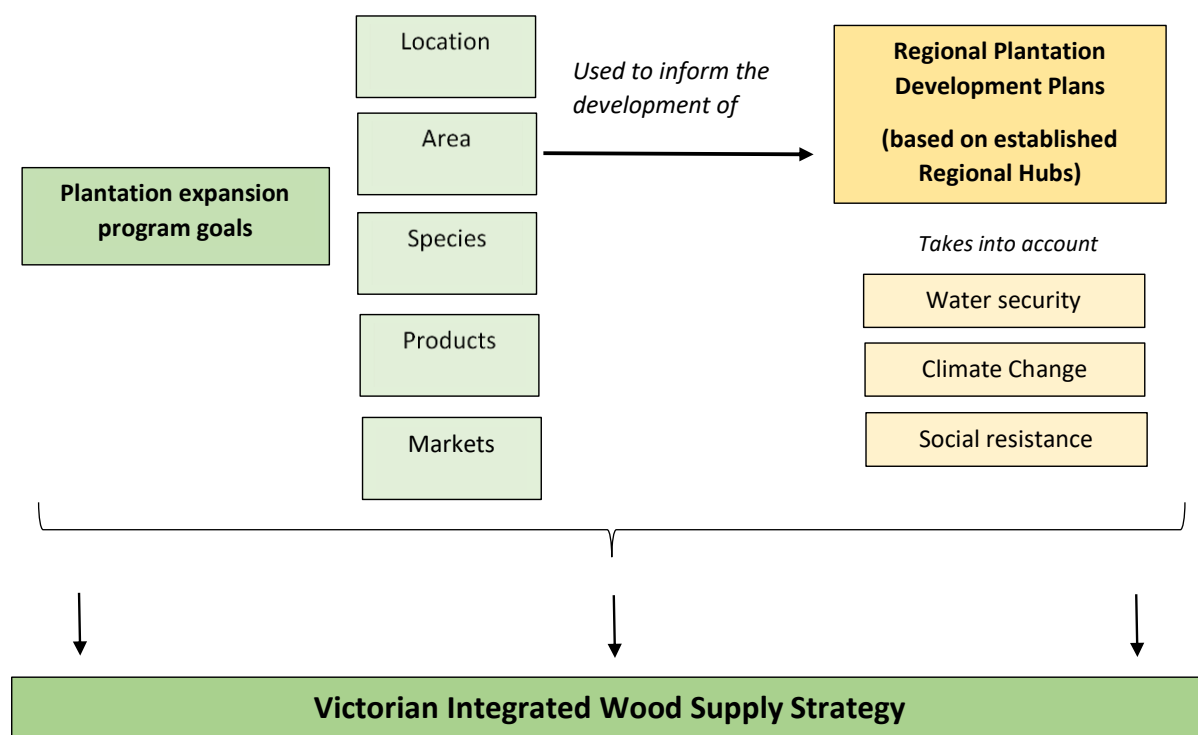 Plantation expansion
program goals
Location
Area
Species
Products
Markets
Used to inform the
development of
Regional Plantation
Development Plans
(based on established
Regional Hubs)
Takes into account
Water security
Climate Change
Social resistance
Victorian Integrated Wood Supply Strategy